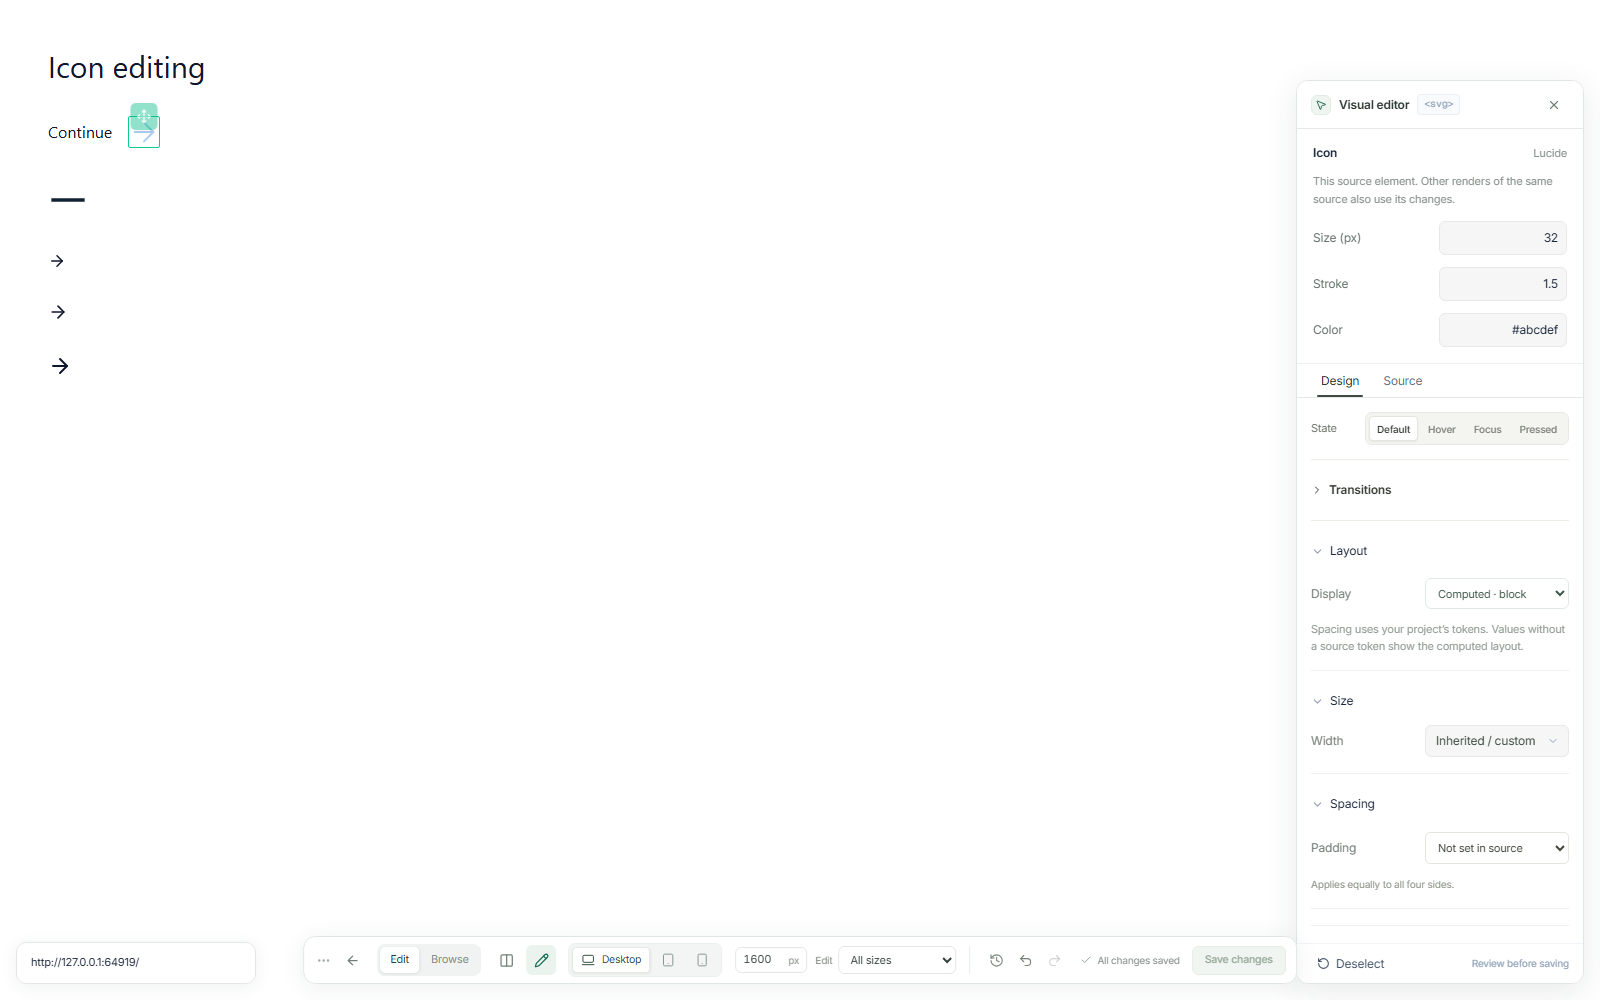 Icon editing
Continue
Visual editor <svg>
Icon Lucide
This source element. Other renders of the same
source also use its changes.
Size (px) 32
Stroke 1.5
Color #abcdef
Design Source
State Default Hover Focus Pressed
Transitions
Layout
Display Computed · block
Spacing uses your project's tokens. Values without
a source token show the computed layout.
Size
Width Inherited / custom
Spacing
Padding Not set in source
Applies equally to all four sides.
Deselect Review before saving
http://127.0.0.1:64919/
Edit Browse Desktop 1600 px Edit All sizes All changes saved Save changes